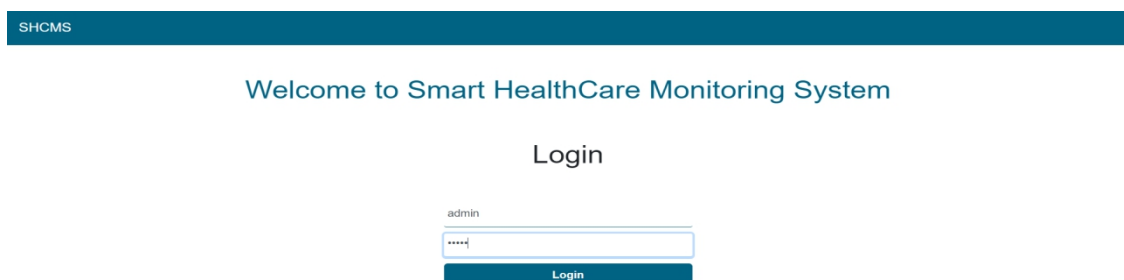 SHCMS
Welcome to Smart HealthCare Monitoring System
Login
admin
•••••
Login